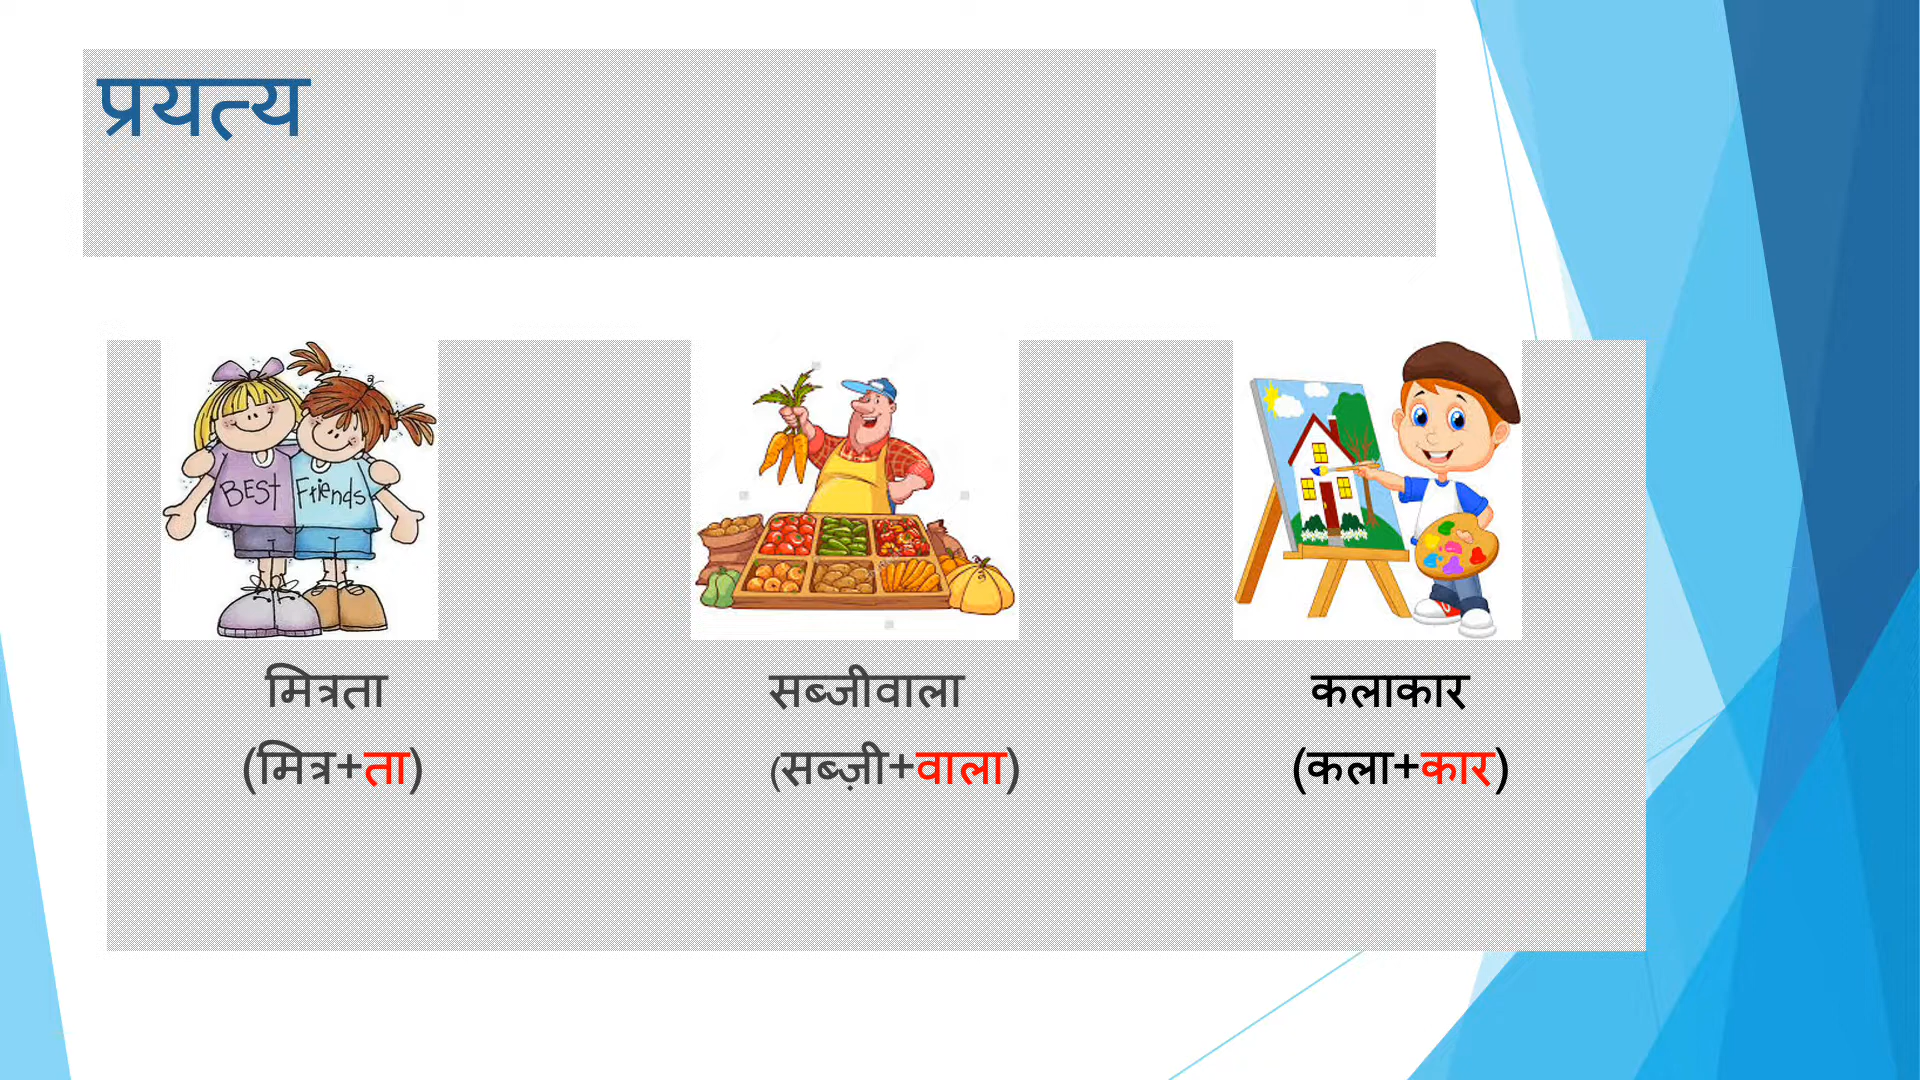 प्रयत्य
BEST Friends
मित्रता सब्जीवाला कलाकार
(मित्र+ता) (सब्ज़ी+वाला) (कला+कार)